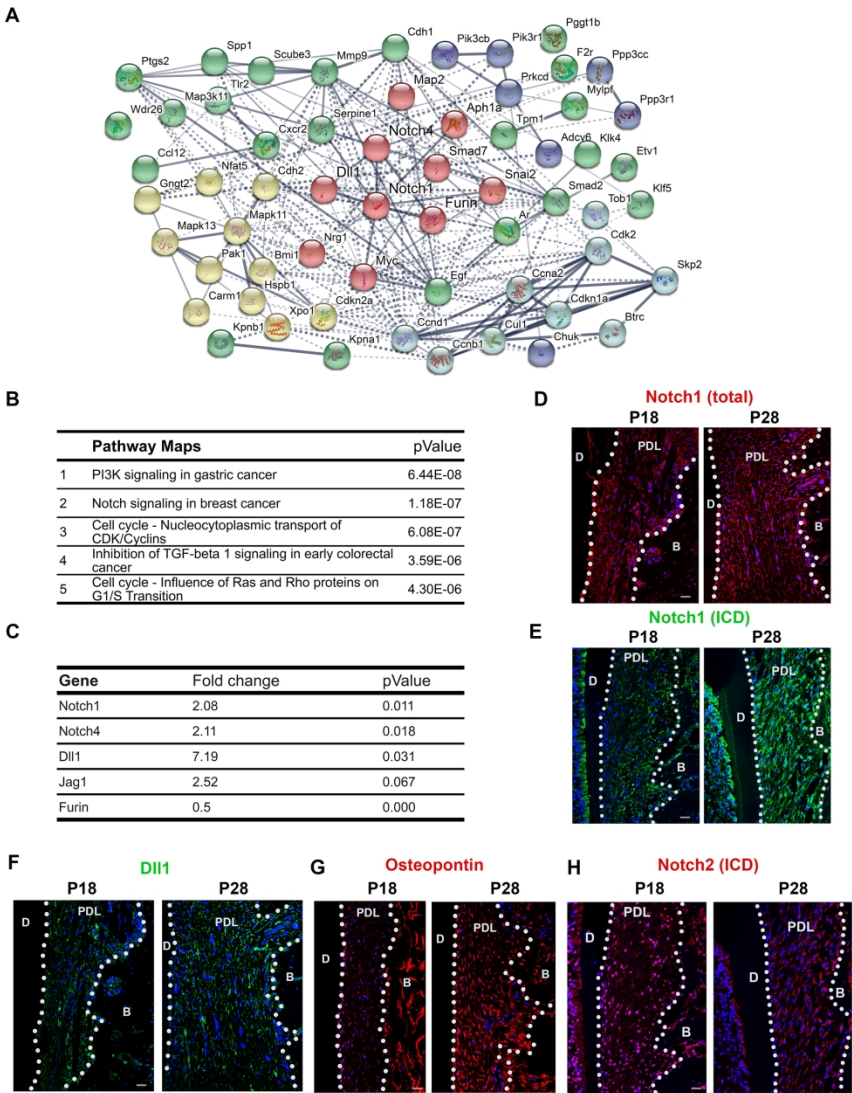 A
Cdh1
Pggt1b
Pik3cb
Pik3r1
Ptgs2
Spp1
Scube3
Mmp9
F2r
Ppp3cc
Tlr2
Map2
Prkcd
Map3k11
Mylpf
Wdr26
Serpine1
Aph1a
Ppp3r1
Cxcr2
Notch4
Tpm1
Ccl12
Smad7
Adcy6
Klk4
Nfat5
Cdh2
Dll1
Snai2
Etv1
Gngt2
Notch1
Smad2
Furin
Tob1
Klf5
Mapk11
Mapk13
Nrg1
Ar
Cdk2
Pak1
Bmi1
Myc
Egf
Ccna2
Skp2
Hspb1
Carm1
Cdkn2a
Cdkn1a
Xpo1
Ccnd1
Cul1
Btrc
Kpnb1
Kpna1
Ccnb1
Chuk
B
Pathway Maps pValue
1 PI3K signaling in gastric cancer 6.44E-08
2 Notch signaling in breast cancer 1.18E-07
3 Cell cycle - Nucleocytoplasmic transport of
CDK/Cyclins 6.08E-07
4 Inhibition of TGF-beta 1 signaling in early colorectal
cancer 3.59E-06
5 Cell cycle - Influence of Ras and Rho proteins on
G1/S Transition 4.30E-06
C
Gene Fold change pValue
Notch1 2.08 0.011
Notch4 2.11 0.018
Dll1 7.19 0.031
Jag1 2.52 0.067
Furin 0.5 0.000
D Notch1 (total)
P18 P28
D PDL B
PDL D B
E Notch1 (ICD)
P18 P28
PDL D B
PDL D B
F Dll1
P18 P28
D PDL B
PDL D B
G Osteopontin
P18 P28
PDL D B
PDL D B
H Notch2 (ICD)
P18 P28
PDL D B
PDL D B